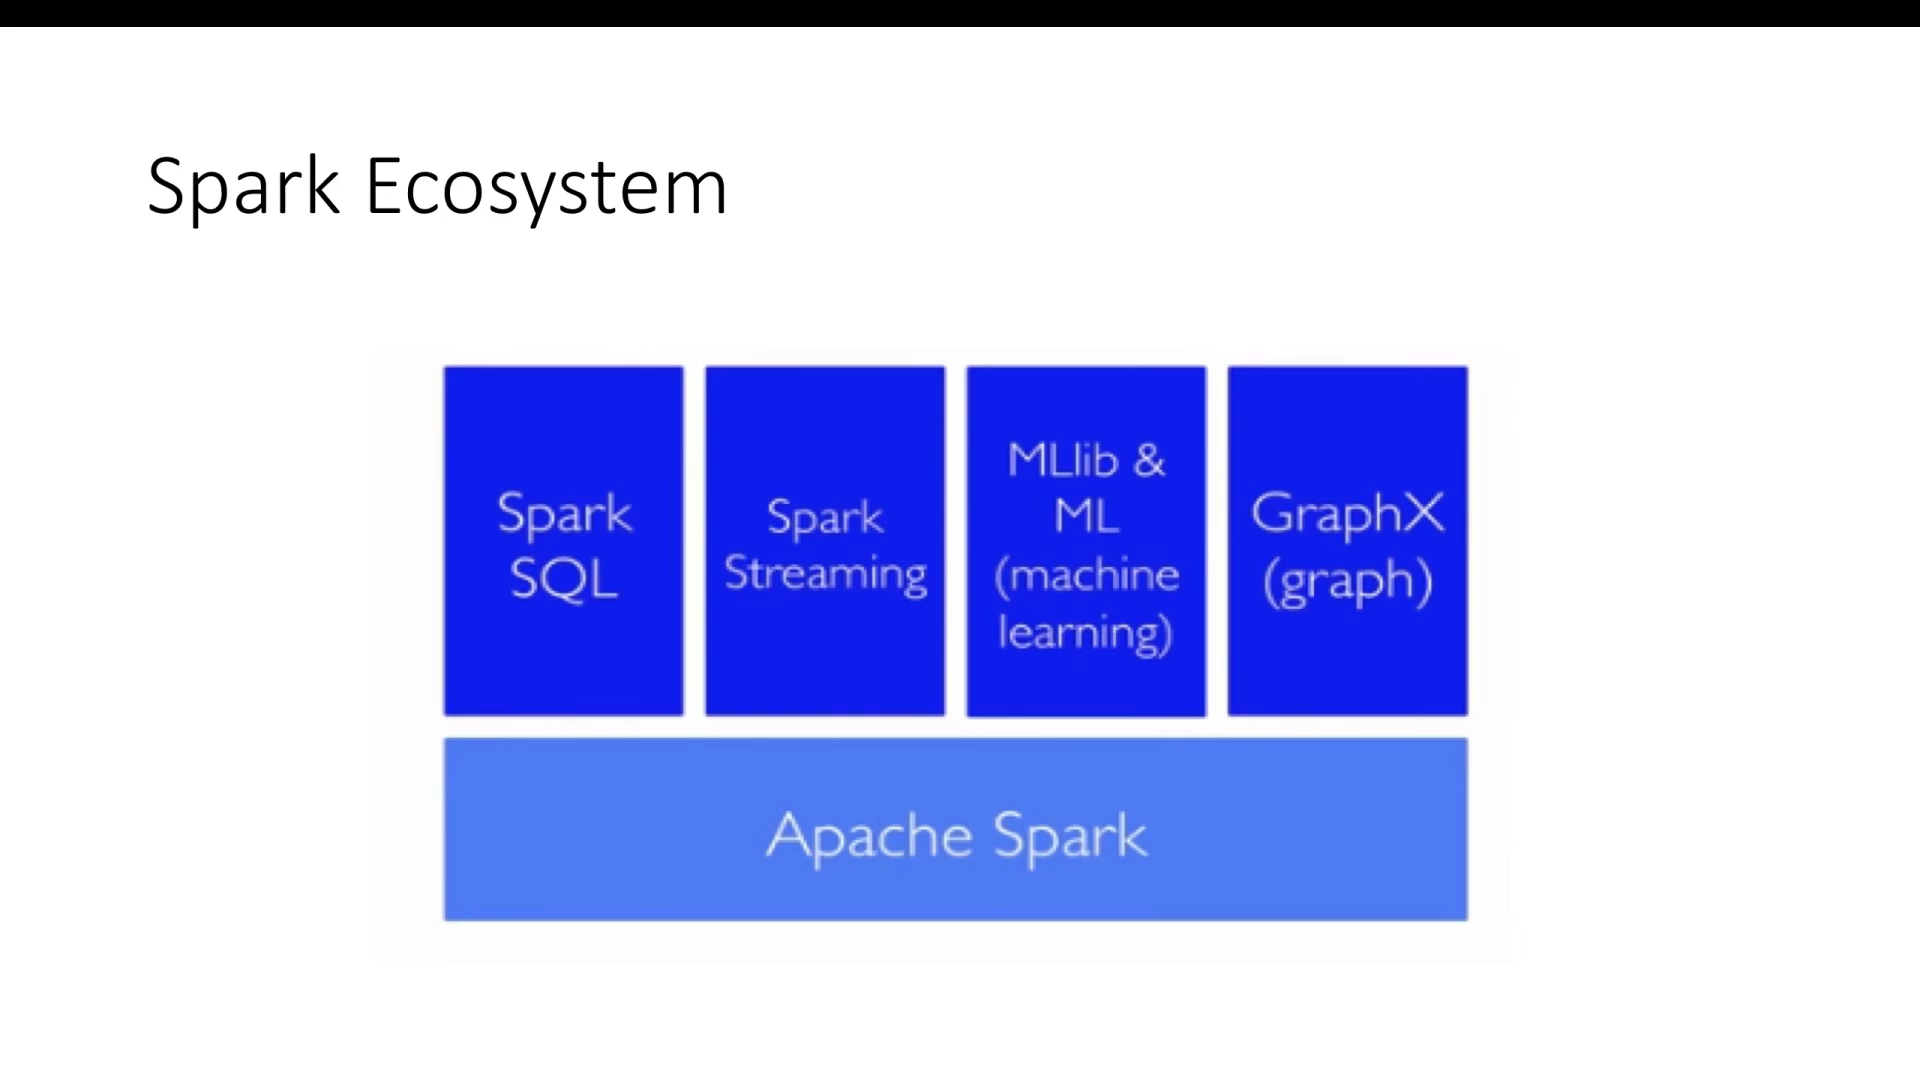 Spark Ecosystem
Spark
SQL
Spark
Streaming
MLlib &
ML
(machine
learning)
GraphX
(graph)
Apache Spark